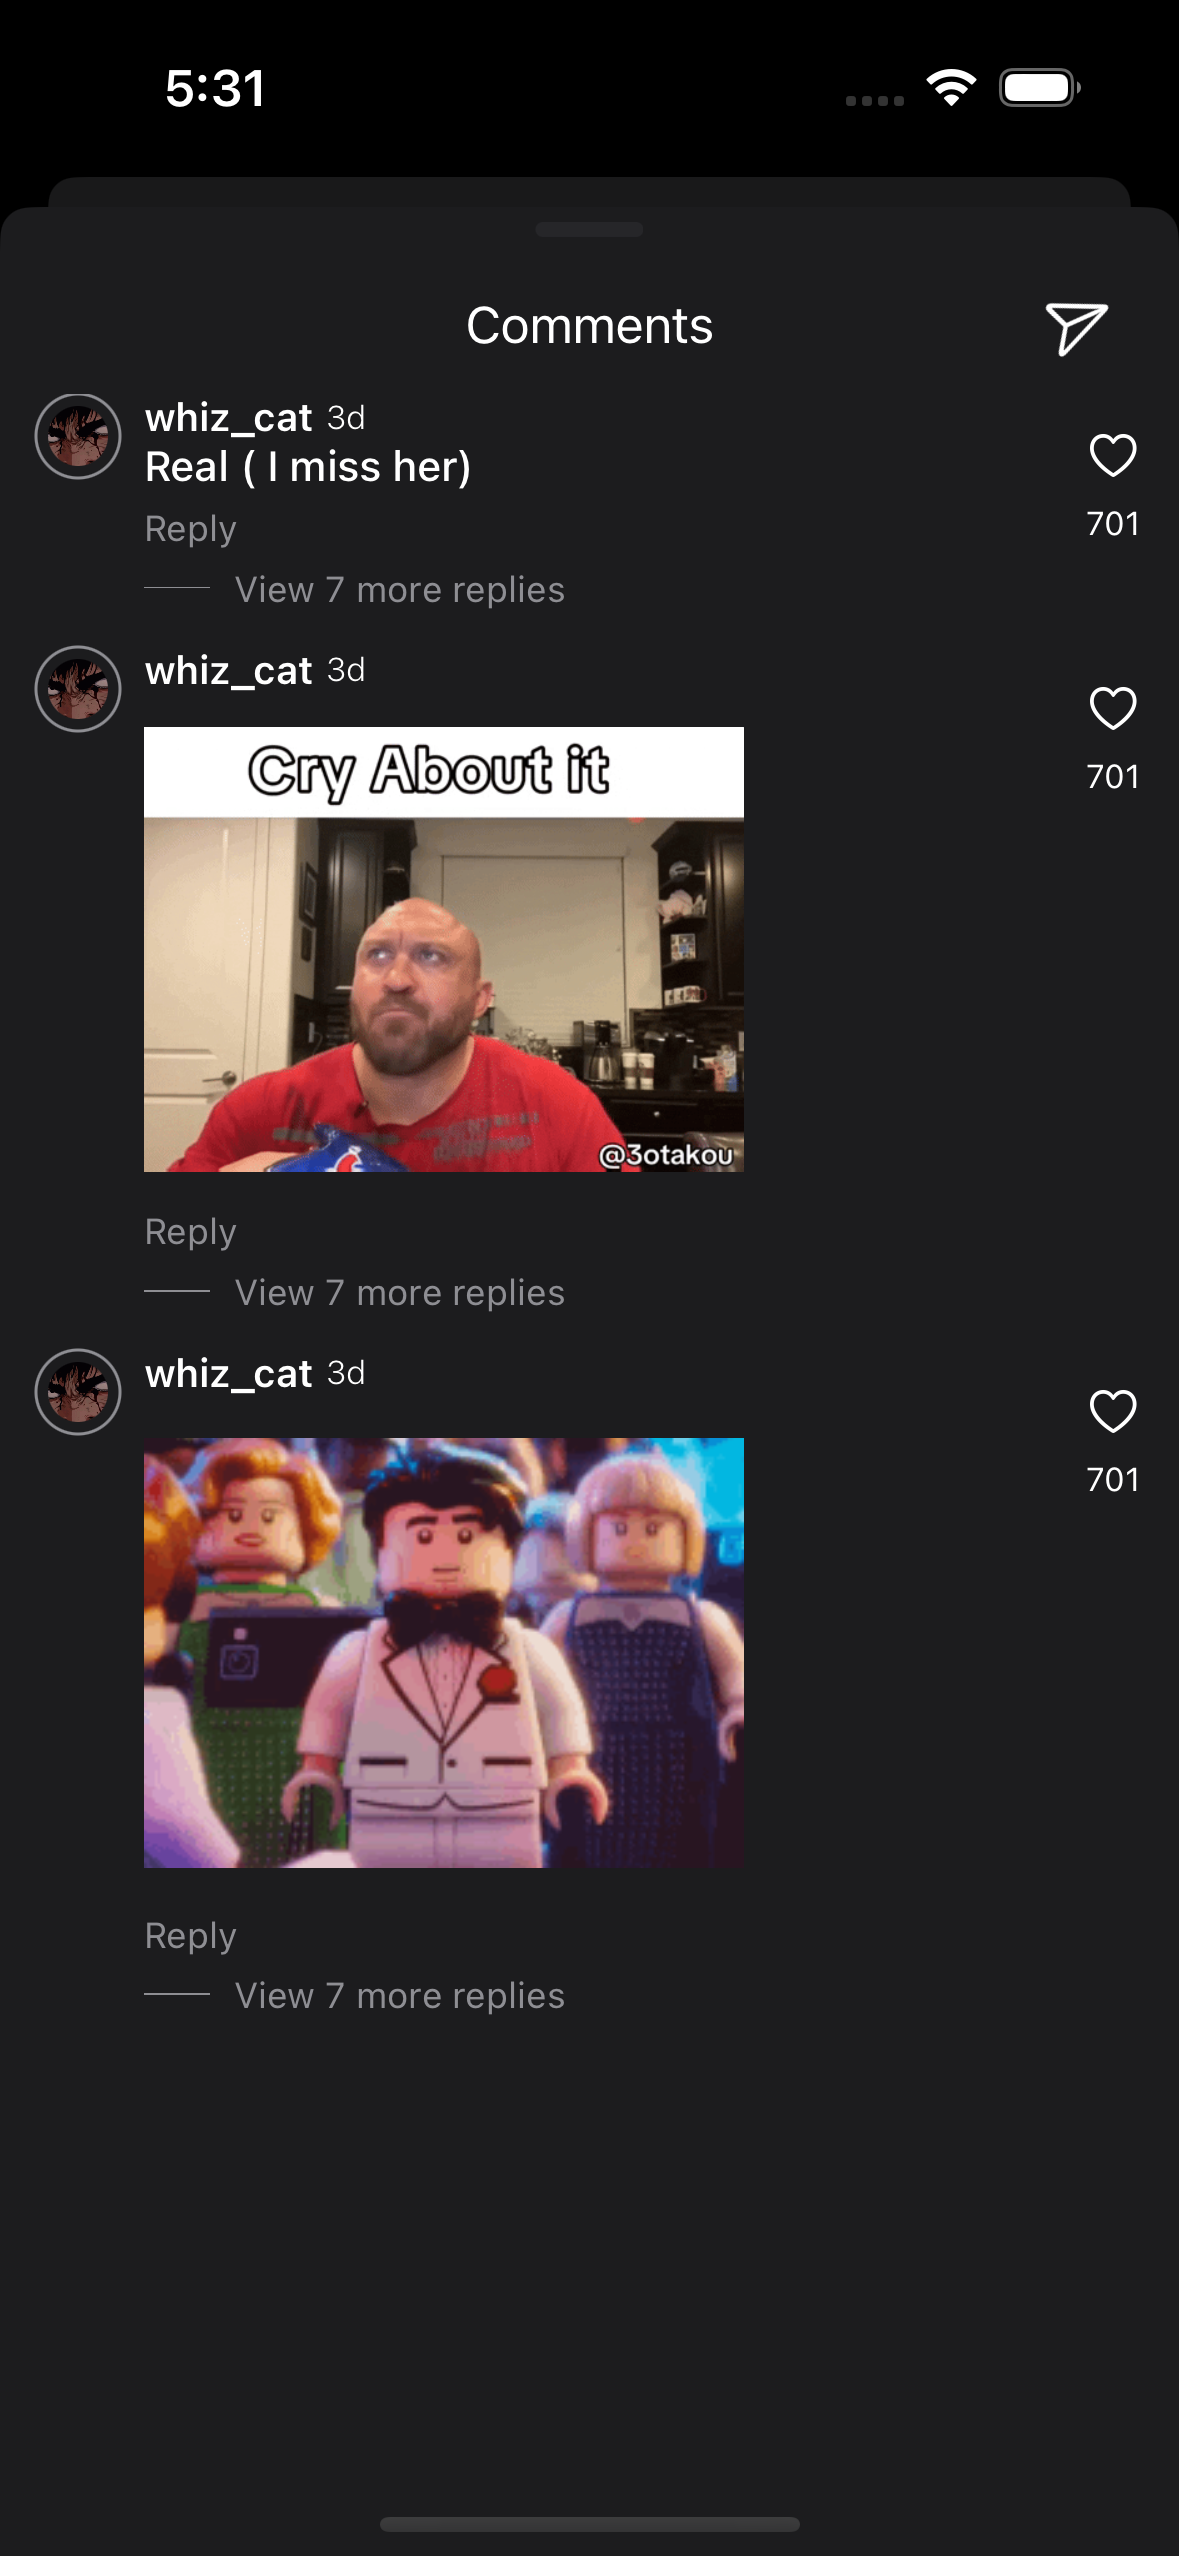 5:31
Comments
whiz_cat 3d
Real ( I miss her)
701
Reply
View 7 more replies
whiz_cat 3d
701
Cry About it
@3otakou
Reply
View 7 more replies
whiz_cat 3d
701
Reply
View 7 more replies